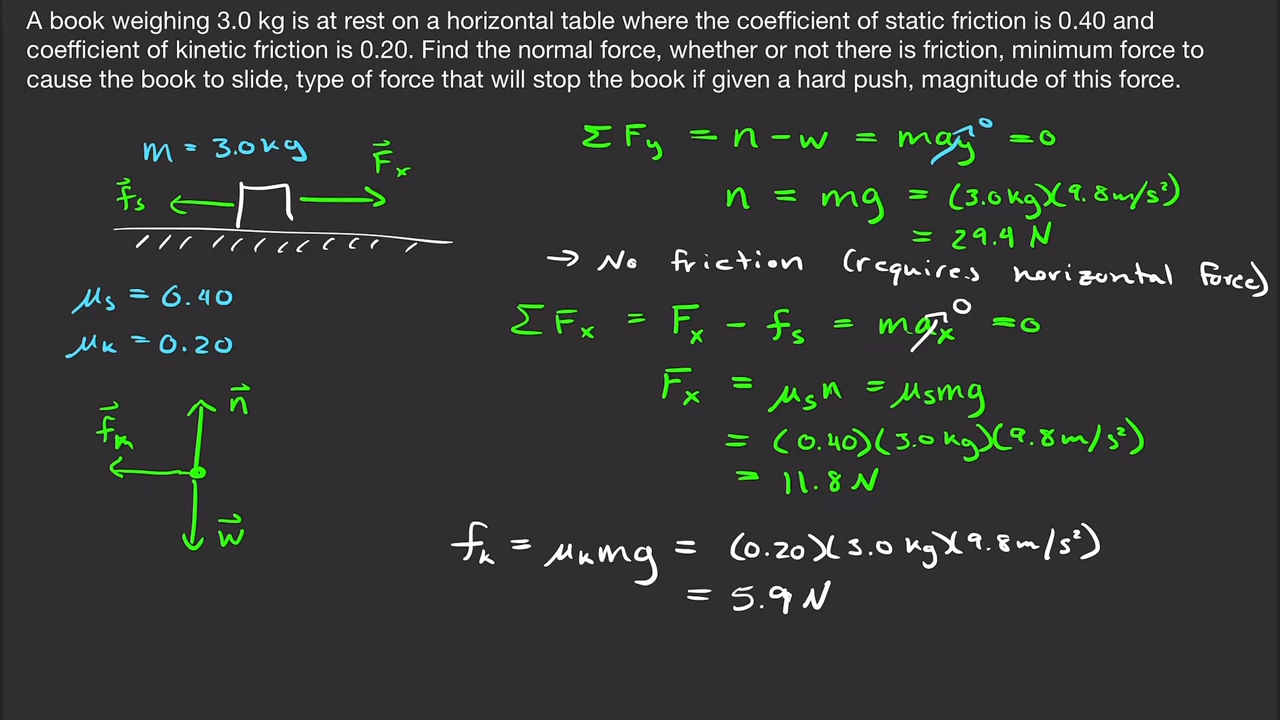 A book weighing 3.0 kg is at rest on a horizontal table where the coefficient of static friction is 0.40 and
coefficient of kinetic friction is 0.20. Find the normal force, whether or not there is friction, minimum force to
cause the book to slide, type of force that will stop the book if given a hard push, magnitude of this force.
m = 3.0 kg
f⃗s F⃗x
μs = 0.40
μk = 0.20
n⃗
f⃗k
w⃗
ΣFy = n - w = may 0 = 0
n = mg = (3.0 kg)(9.8 m/s²)
= 29.4 N
→ No friction (requires horizontal force)
ΣFx = Fx - fs = max 0 = 0
Fx = μsn = μsmg
= (0.40)(3.0 kg)(9.8 m/s²)
= 11.8 N
fk = μkmg = (0.20)(3.0 kg)(9.8 m/s²)
= 5.9 N